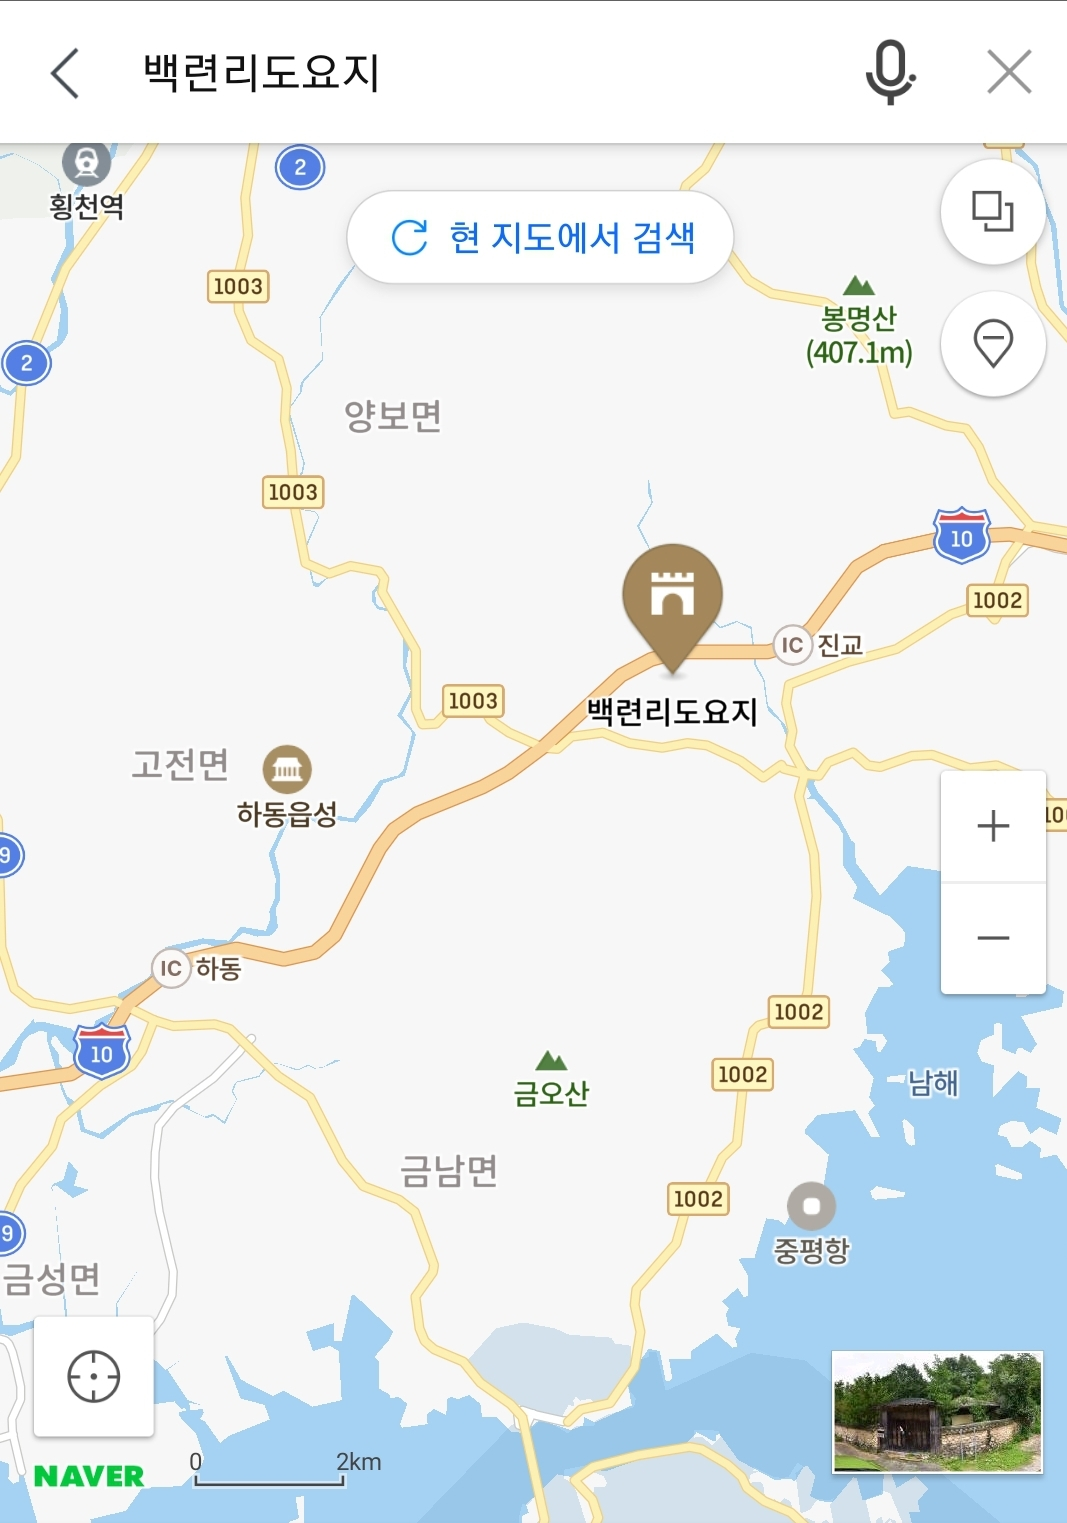 백련리도요지
횡천역
2
현 지도에서 검색
1003
봉명산
(407.1m)
2
양보면
1003
10
1002
IC 진교
1003
백련리도요지
고전면
하동읍성
9
IC 하동
1002
10
1002
금오산
남해
금남면
1002
9
중평항
금성면
0 2km
NAVER